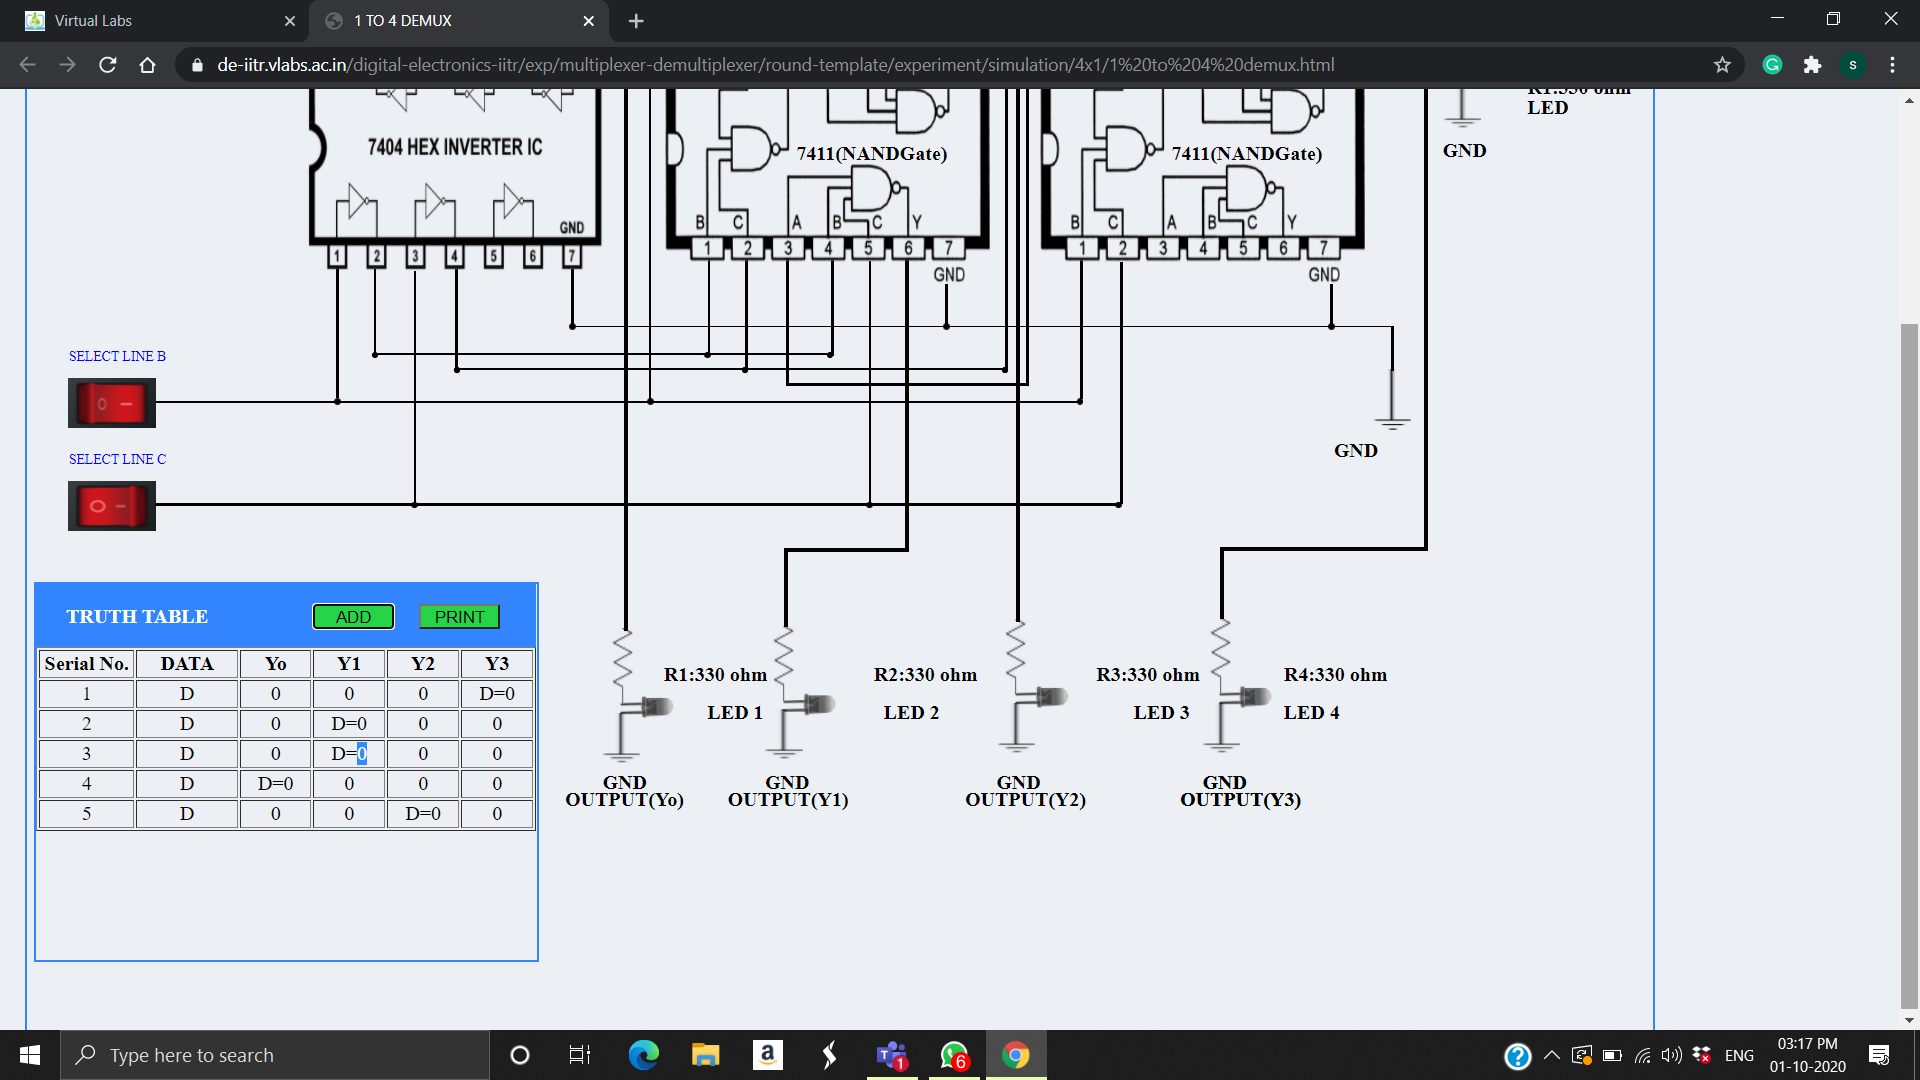 Virtual Labs
1 TO 4 DEMUX
de-iitr.vlabs.ac.in/digital-electronics-iitr/exp/multiplexer-demultiplexer/round-template/experiment/simulation/4x1/1%20to%204%20demux.html
S
R1:330 ohm
LED
GND
7404 HEX INVERTER IC
GND
1 2 3 4 5 6 7
7411(NANDGate)
B C A B C Y
1 2 3 4 5 6 7
GND
7411(NANDGate)
B C A B C Y
1 2 3 4 5 6 7
GND
SELECT LINE B
SELECT LINE C
GND
TRUTH TABLE ADD PRINT
Serial No. DATA Yo Y1 Y2 Y3
1 D 0 0 0 D=0
2 D 0 D=0 0 0
3 D 0 D=0 0 0
4 D D=0 0 0 0
5 D 0 0 D=0 0
R1:330 ohm R2:330 ohm R3:330 ohm R4:330 ohm
LED 1 LED 2 LED 3 LED 4
GND GND GND GND
OUTPUT(Yo) OUTPUT(Y1) OUTPUT(Y2) OUTPUT(Y3)
Type here to search
1
6
ENG
03:17 PM
01-10-2020